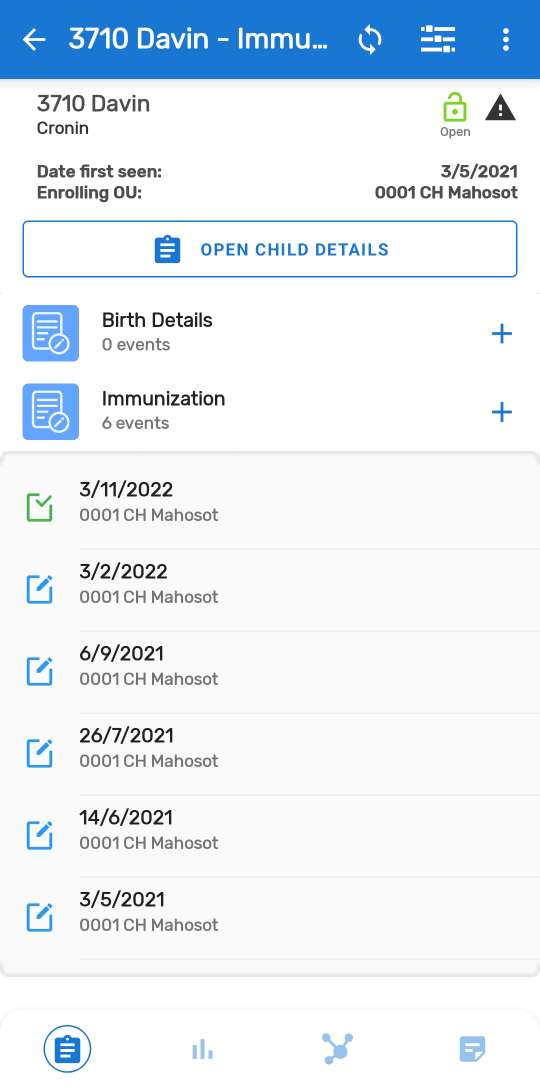 3710 Davin - Immu...
3710 Davin
Cronin
Open
Date first seen: 3/5/2021
Enrolling OU: 0001 CH Mahosot
OPEN CHILD DETAILS
Birth Details
0 events
Immunization
6 events
3/11/2022
0001 CH Mahosot
3/2/2022
0001 CH Mahosot
6/9/2021
0001 CH Mahosot
26/7/2021
0001 CH Mahosot
14/6/2021
0001 CH Mahosot
3/5/2021
0001 CH Mahosot